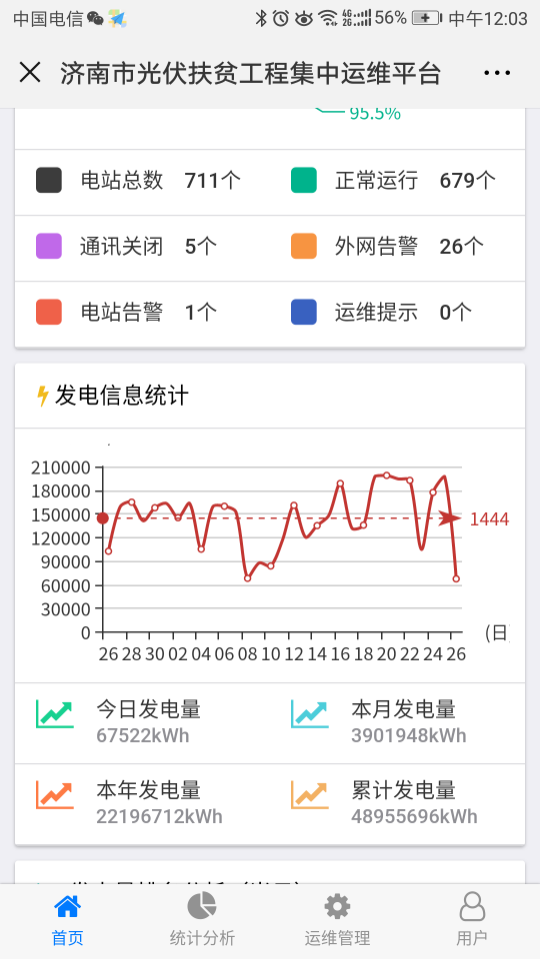 中国电信 4G 2G 4G 2G 56% 中午12:03
济南市光伏扶贫工程集中运维平台
95.5%
电站总数 711个 正常运行 679个
通讯关闭 5个 外网告警 26个
电站告警 1个 运维提示 0个
发电信息统计
210000
180000
150000
1444
120000
90000
60000
30000
0
(日
26 28 30 02 04 06 08 10 12 14 16 18 20 22 24 26
今日发电量 本月发电量
67522kWh 3901948kWh
本年发电量 累计发电量
22196712kWh 48955696kWh
首页 统计分析 运维管理 用户